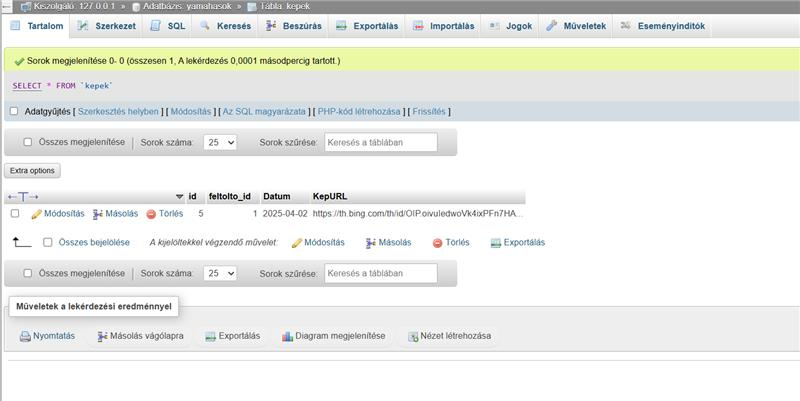 Kiszolgáló: 127.0.0.1 » Adatbázis: yamahasok » Tábla: kepek
Tartalom Szerkezet SQL Keresés Beszúrás Exportálás Importálás Jogok Műveletek Eseményindítók
Sorok megjelenítése 0- 0 (összesen 1, A lekérdezés 0,0001 másodpercig tartott.)
SELECT * FROM `kepek`
Adatgyűjtés [ Szerkesztés helyben ] [ Módosítás ] [ Az SQL magyarázata ] [ PHP-kód létrehozása ] [ Frissítés ]
Összes megjelenítése Sorok száma: 25 Sorok szűrése: Keresés a táblában
Extra options
←T→ id feltolto_id Datum KepURL
Módosítás Másolás Törlés 5 1 2025-04-02 https://th.bing.com/th/id/OIP.oivuIedwoVk4ixPFn7HA...
Összes bejelölése A kijelöltekkel végzendő művelet: Módosítás Másolás Törlés Exportálás
Összes megjelenítése Sorok száma: 25 Sorok szűrése: Keresés a táblában
Műveletek a lekérdezési eredménnyel
Nyomtatás Másolás vágólapra Exportálás Diagram megjelenítése Nézet létrehozása